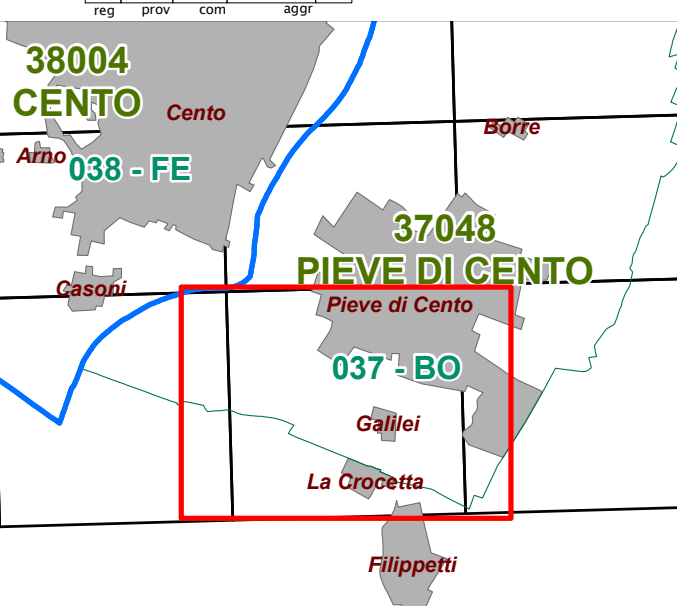 reg prov com aggr
38004
CENTO
Cento
Borre
Arno
038 - FE
37048
PIEVE DI CENTO
Casoni
Pieve di Cento
037 - BO
Galilei
La Crocetta
Filippetti